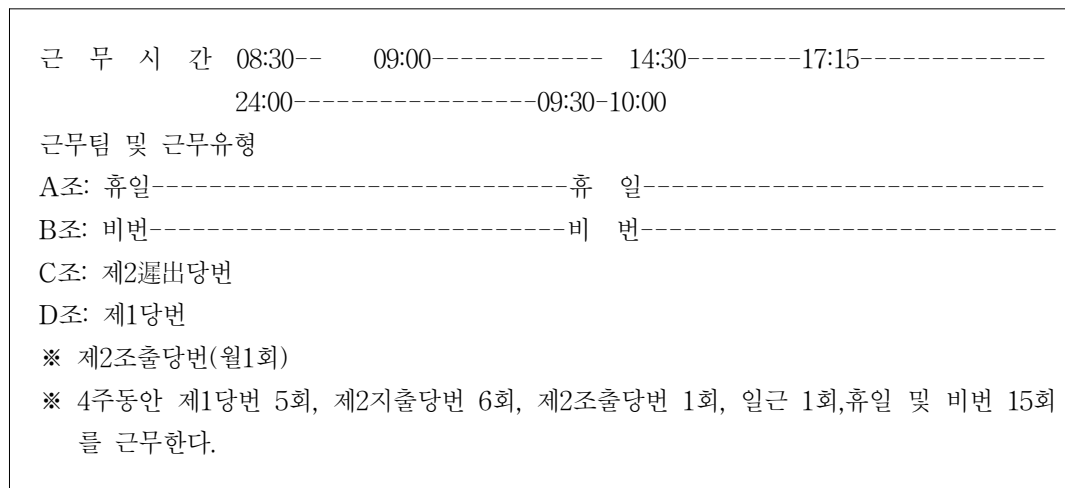 근 무 시 간 08:30-- 09:00------------ 14:30--------17:15-------------
24:00-----------------09:30-10:00
근무팀 및 근무유형
A조: 휴일-----------------------------휴 일----------------------------
B조: 비번-----------------------------비 번-----------------------------
C조: 제2遲出당번
D조: 제1당번
※ 제2조출당번(월1회)
※ 4주동안 제1당번 5회, 제2지출당번 6회, 제2조출당번 1회, 일근 1회,휴일 및 비번 15회
를 근무한다.